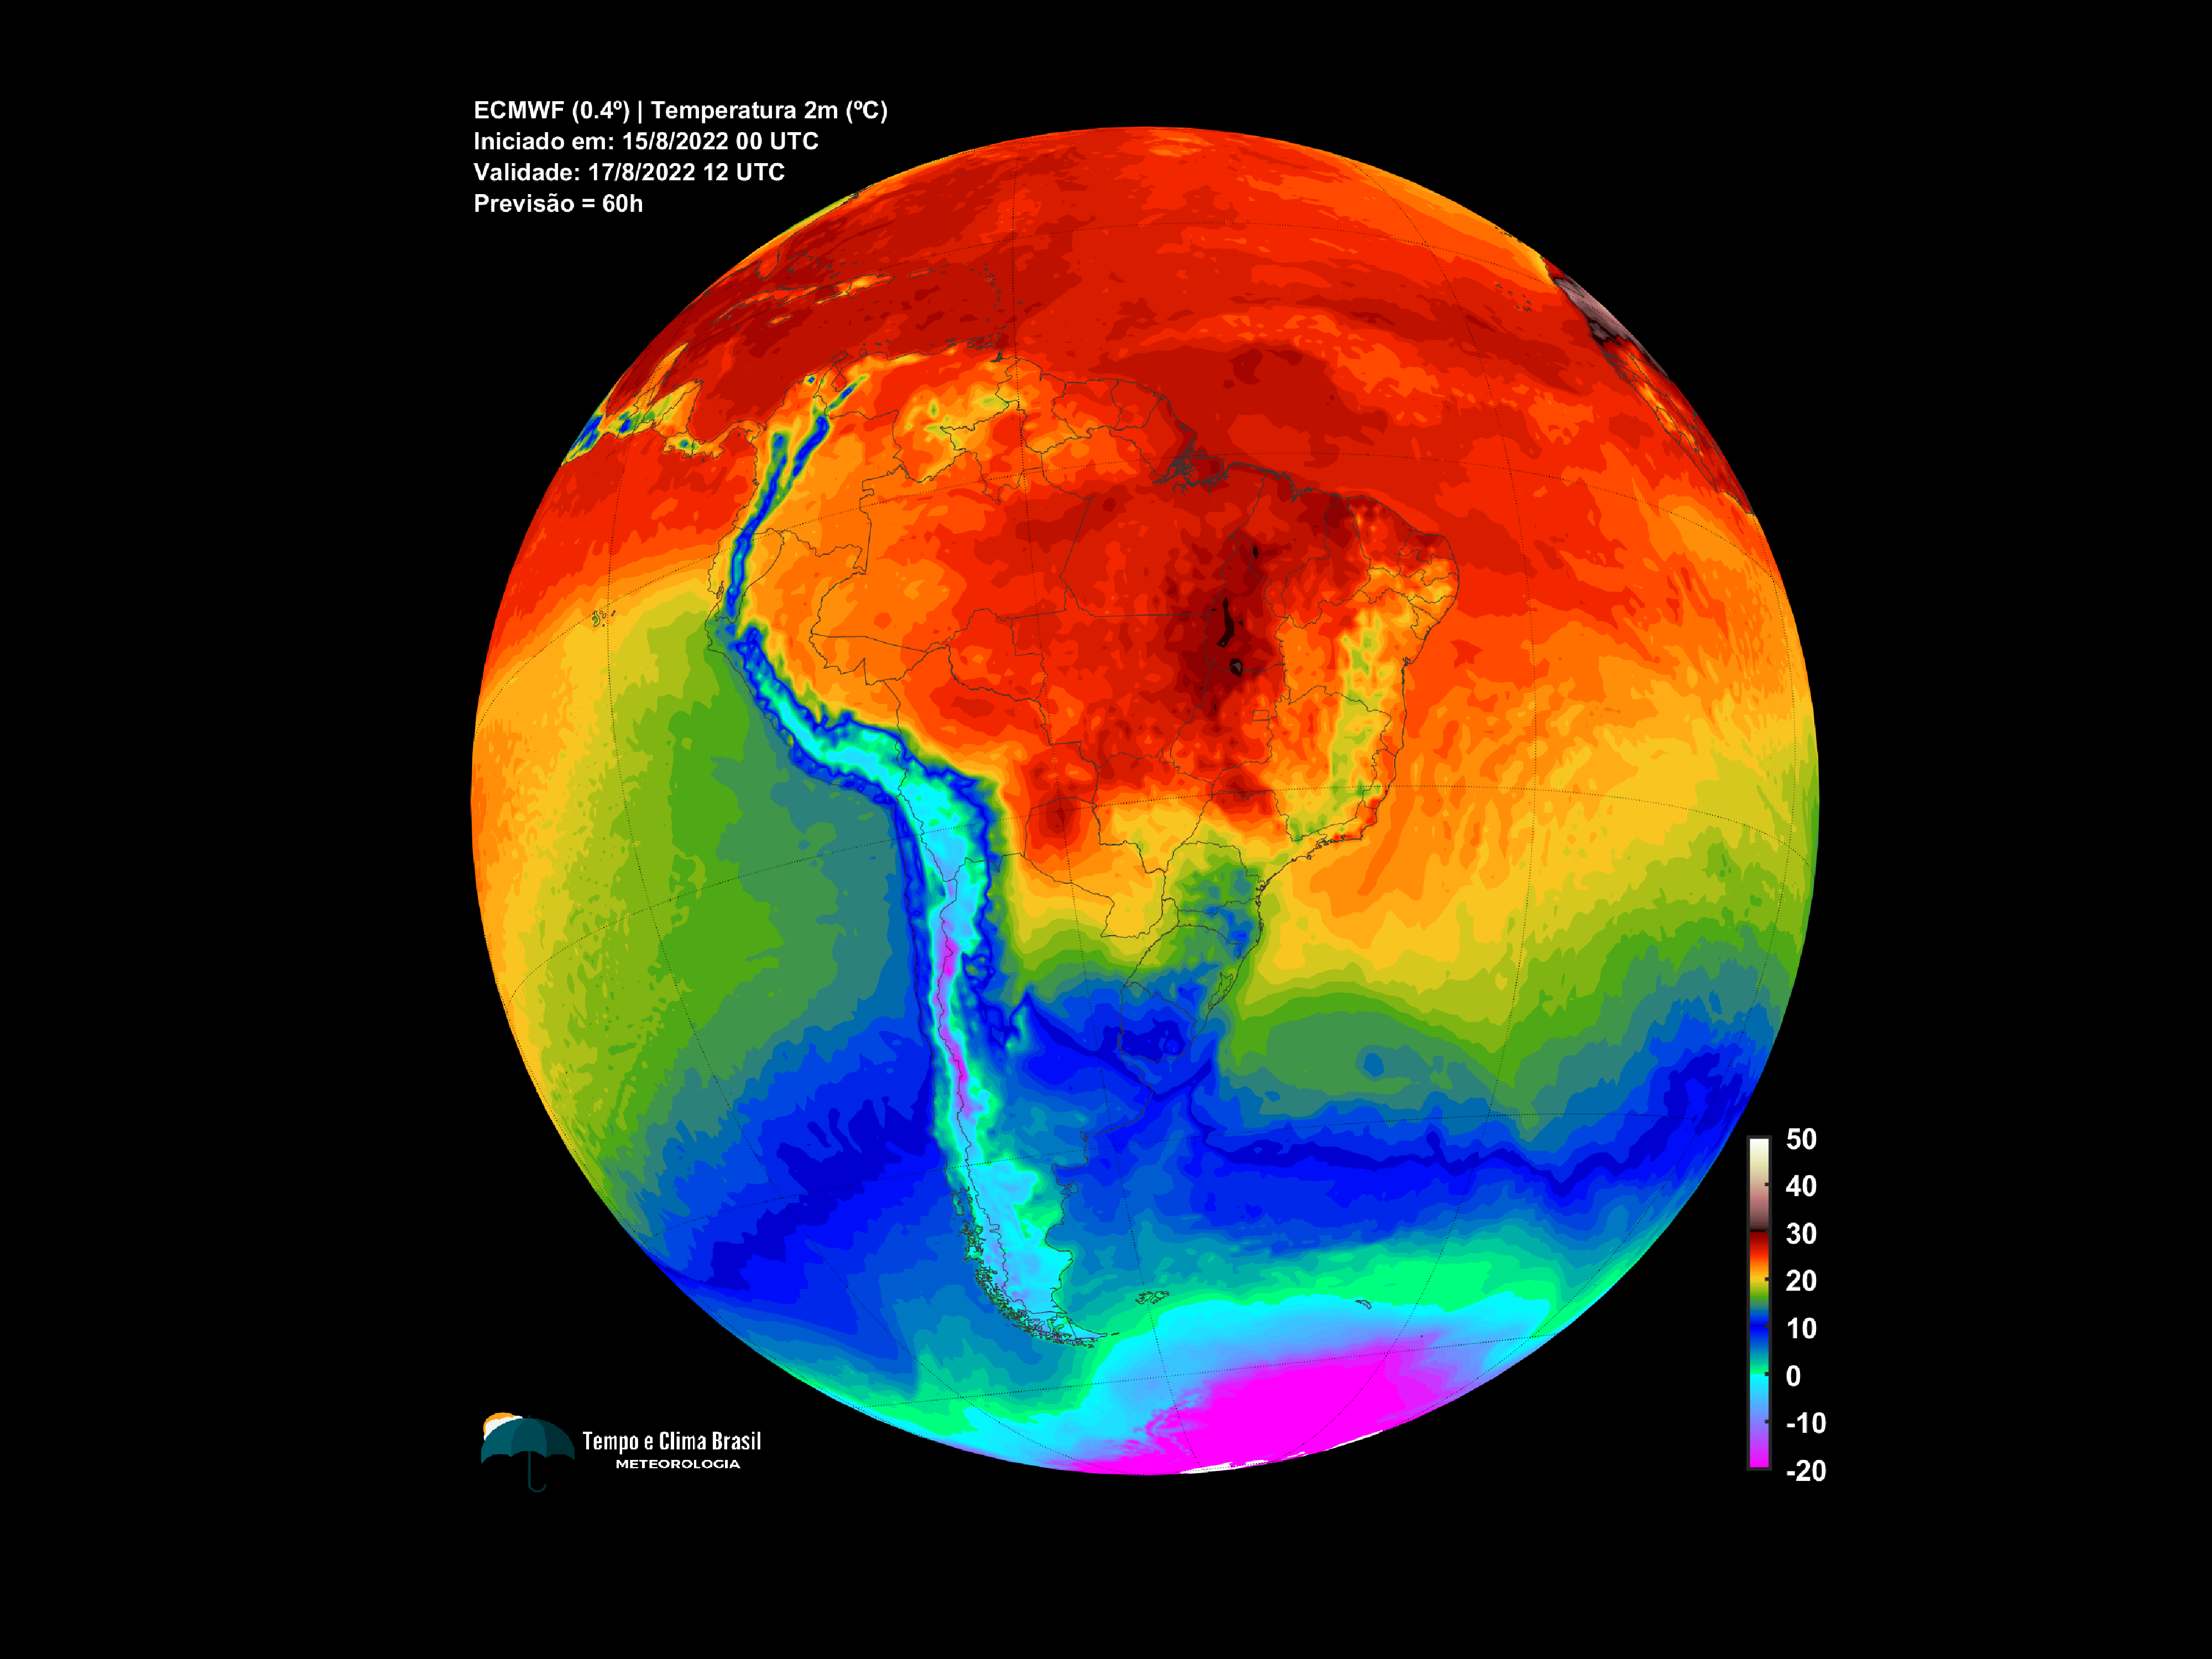 ECMWF (0.4º) | Temperatura 2m (ºC)
Iniciado em: 15/8/2022 00 UTC
Validade: 17/8/2022 12 UTC
Previsão = 60h
50
40
30
20
10
0
-10
-20
Tempo e Clima Brasil
METEOROLOGIA